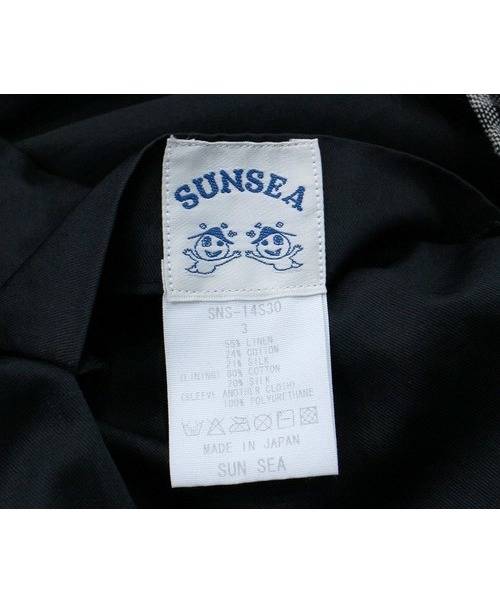 SUNSEA
SNS-14S30
3
55% LINEN
24% COTTON
21% SILK
(LINING) 80% COTTON
20% SILK
(SLEEVE ANOTHER CLOTH)
100% POLYURETHANE
MADE IN JAPAN
SUN SEA